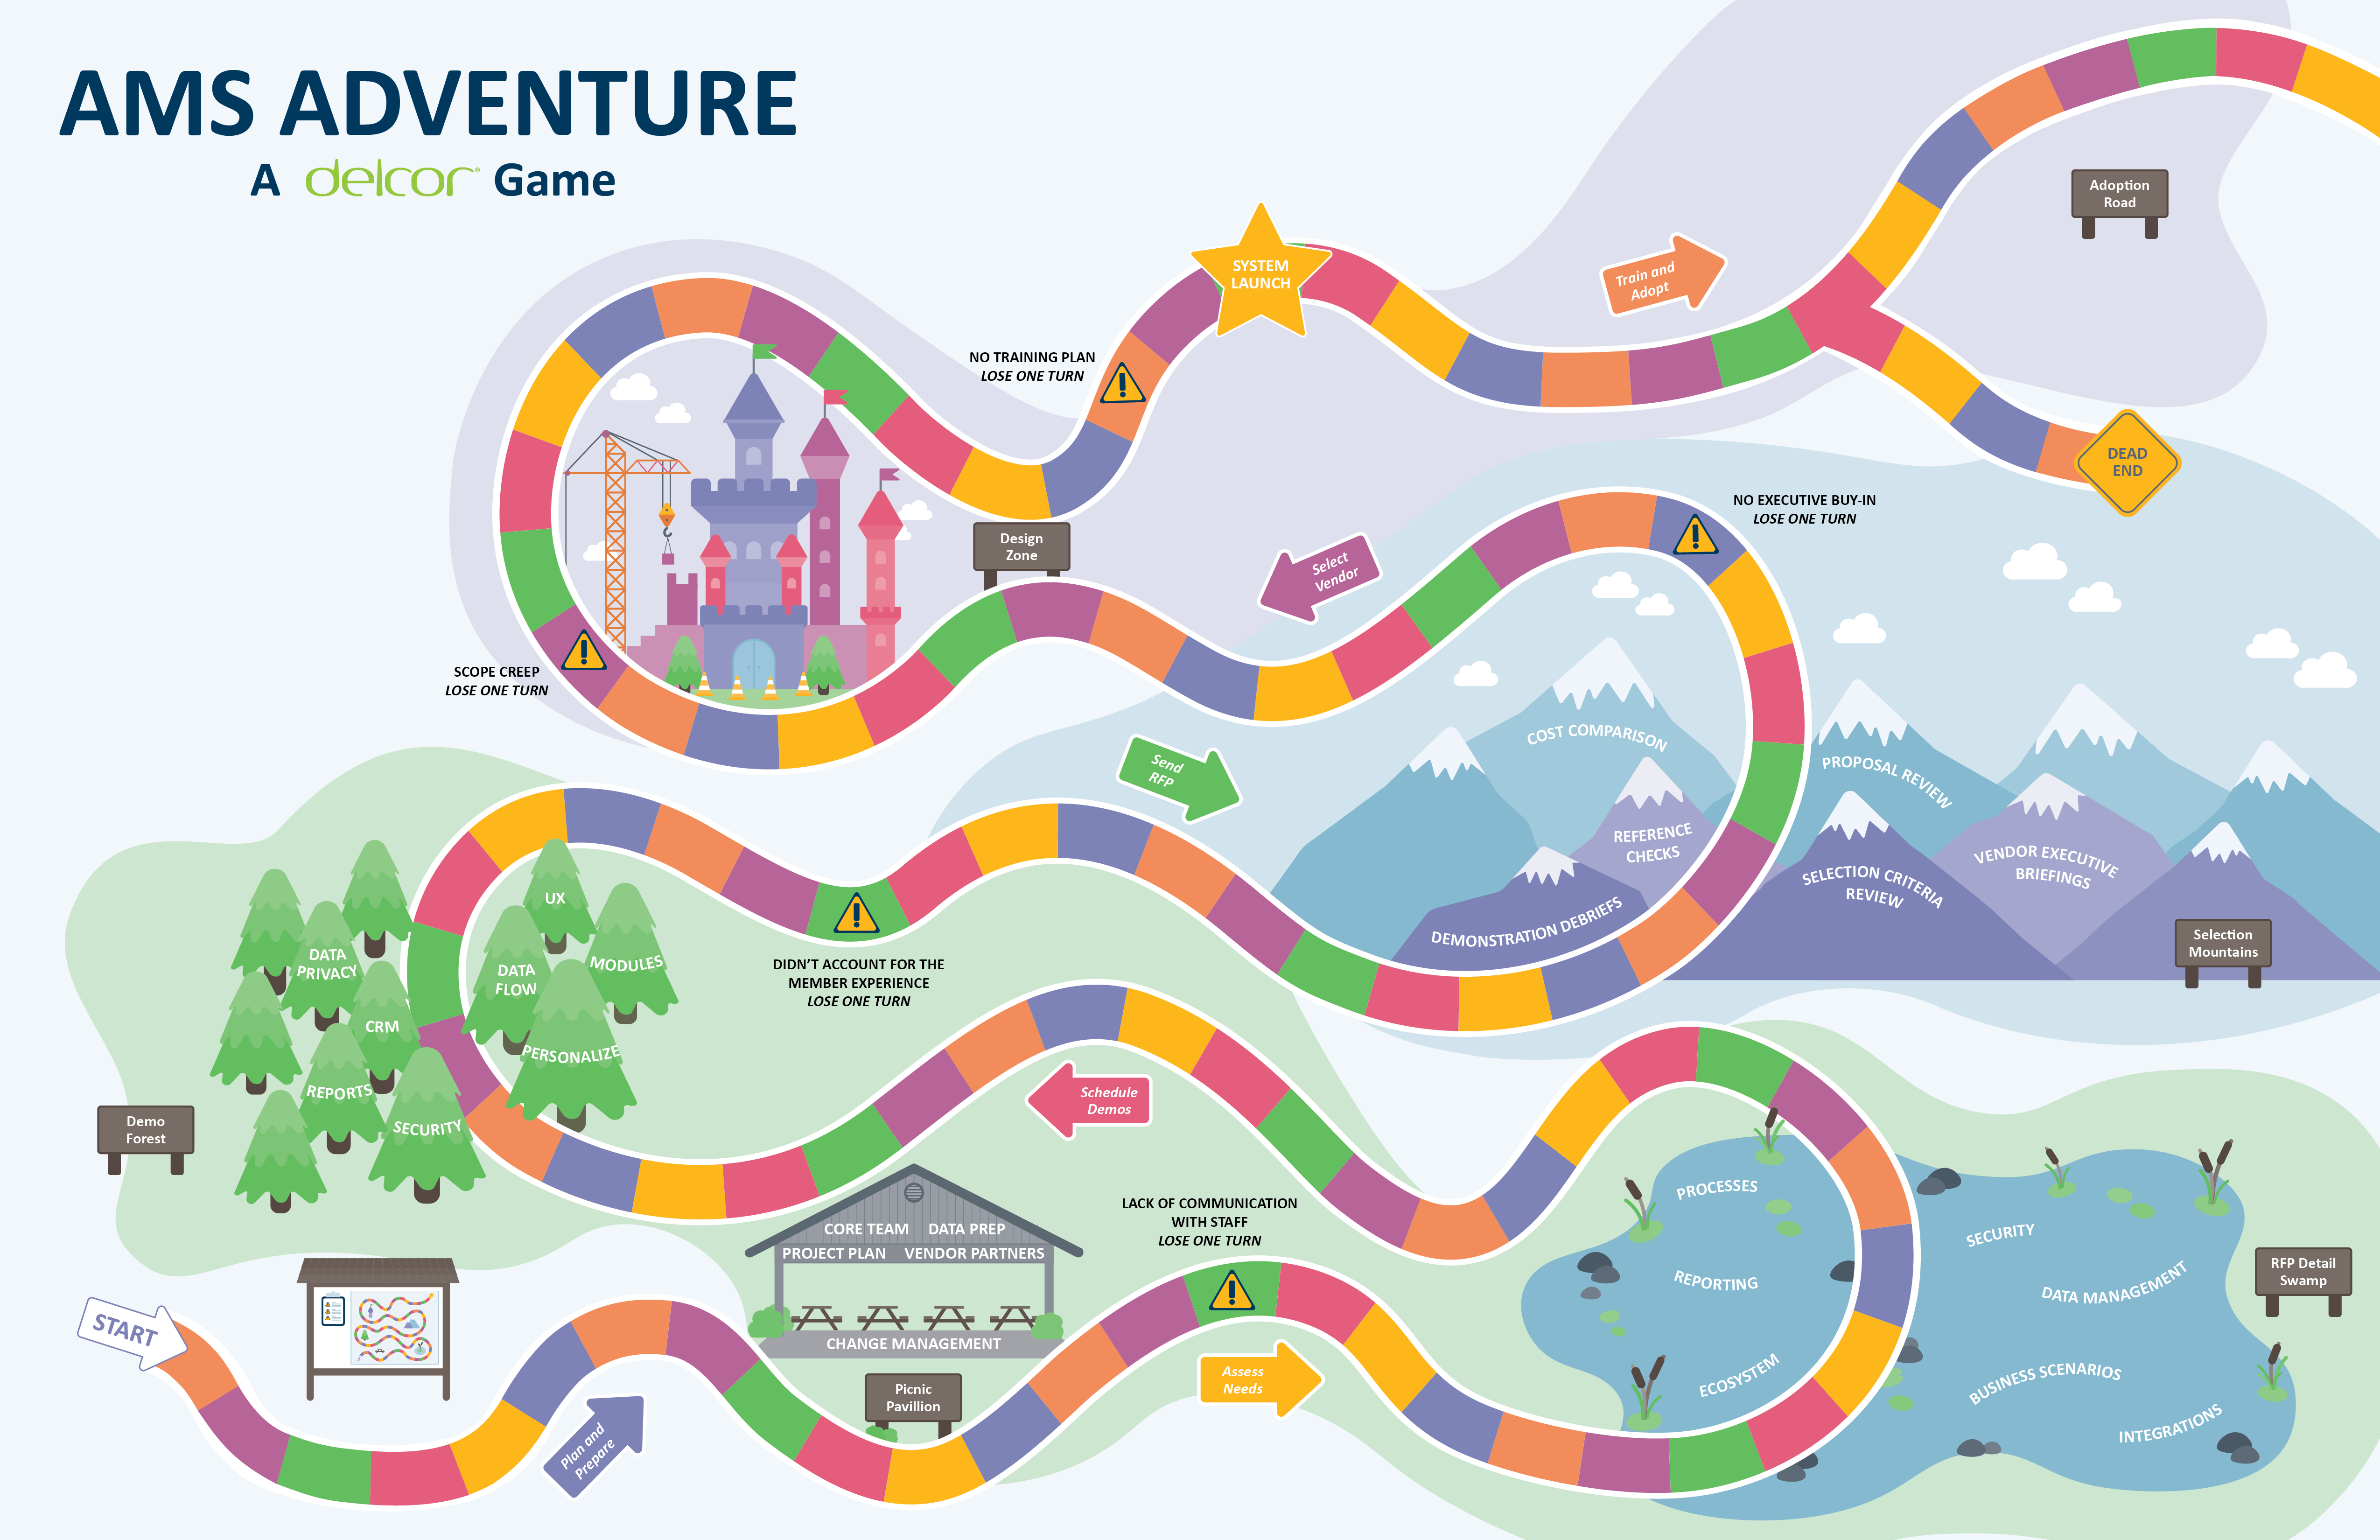 AMS ADVENTURE
A delcor® Game
Adoption
Road
SYSTEM
LAUNCH
Train and
Adopt
NO TRAINING PLAN
LOSE ONE TURN
DEAD
END
NO EXECUTIVE BUY-IN
LOSE ONE TURN
Design
Zone
Select
Vendor
SCOPE CREEP
LOSE ONE TURN
COST COMPARISON
PROPOSAL REVIEW
Send
RFP
REFERENCE
CHECKS
VENDOR EXECUTIVE
BRIEFINGS
SELECTION CRITERIA
REVIEW
DEMONSTRATION DEBRIEFS
Selection
Mountains
UX
DATA
PRIVACY
DATA
FLOW
MODULES
CRM
PERSONALIZE
REPORTS
SECURITY
DIDN'T ACCOUNT FOR THE
MEMBER EXPERIENCE
LOSE ONE TURN
Demo
Forest
Schedule
Demos
CORE TEAM DATA PREP
PROJECT PLAN VENDOR PARTNERS
CHANGE MANAGEMENT
LACK OF COMMUNICATION
WITH STAFF
LOSE ONE TURN
PROCESSES
SECURITY
REPORTING
DATA MANAGEMENT
RFP Detail
Swamp
ECOSYSTEM
BUSINESS SCENARIOS
INTEGRATIONS
START
Picnic
Pavillion
Assess
Needs
Plan and
Prepare